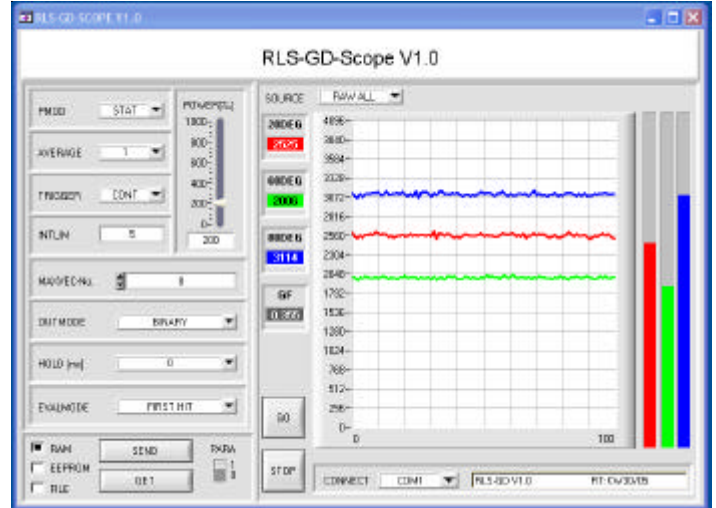 RLS-GD-SCOPE V1.0
RLS-GD-Scope V1.0
PMOD STAT
AVERAGE 1
TRIGGER CONT
INTLIM 5
POWER[‰]
1000
800
600
400
200
0
200
MAXVEC-No. 8
OUTMODE BINARY
HOLD [ms] 0
EVALMODE FIRST HIT
RAM
EEPROM
FILE
SEND
GET
PARA
1
0
SOURCE RAW ALL
20DEG
2525
60DEG
2006
3114
GF
GO
STOP
4096
3840
3584
3328
3072
2816
2560
2304
2048
1792
1536
1280
1024
768
512
256
0
0 100
CONNECT COM1 RLS-GD V1.0